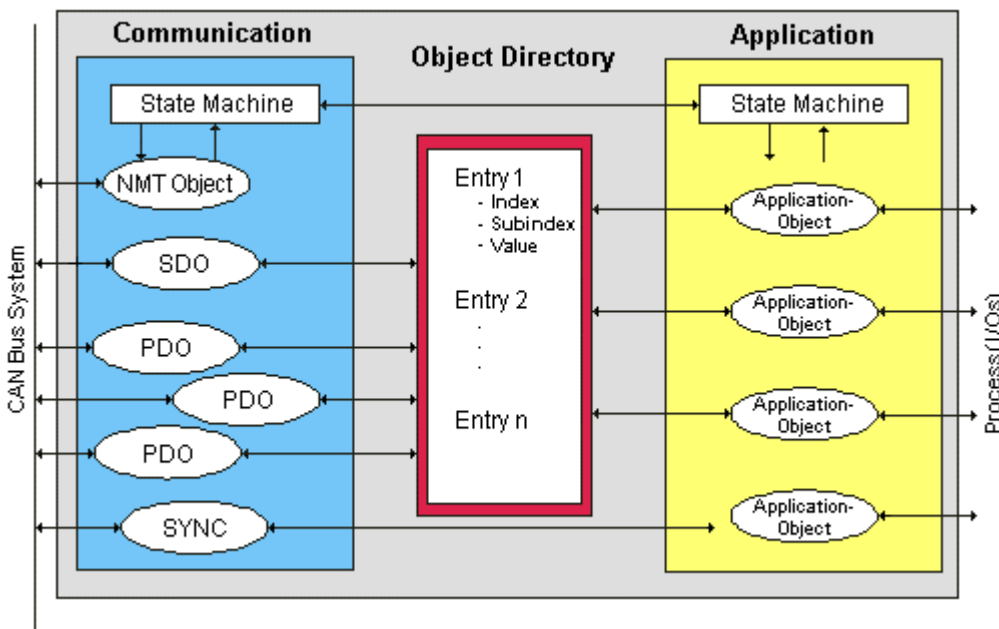 Communication
Object Directory
Application
State Machine
NMT Object
SDO
PDO
PDO
PDO
SYNC
Entry 1
- Index
- Subindex
- Value
Entry 2
.
.
.
Entry n
State Machine
Application-
Object
Application-
Object
Application-
Object
Application-
Object
CAN Bus System
Process(I/Os)